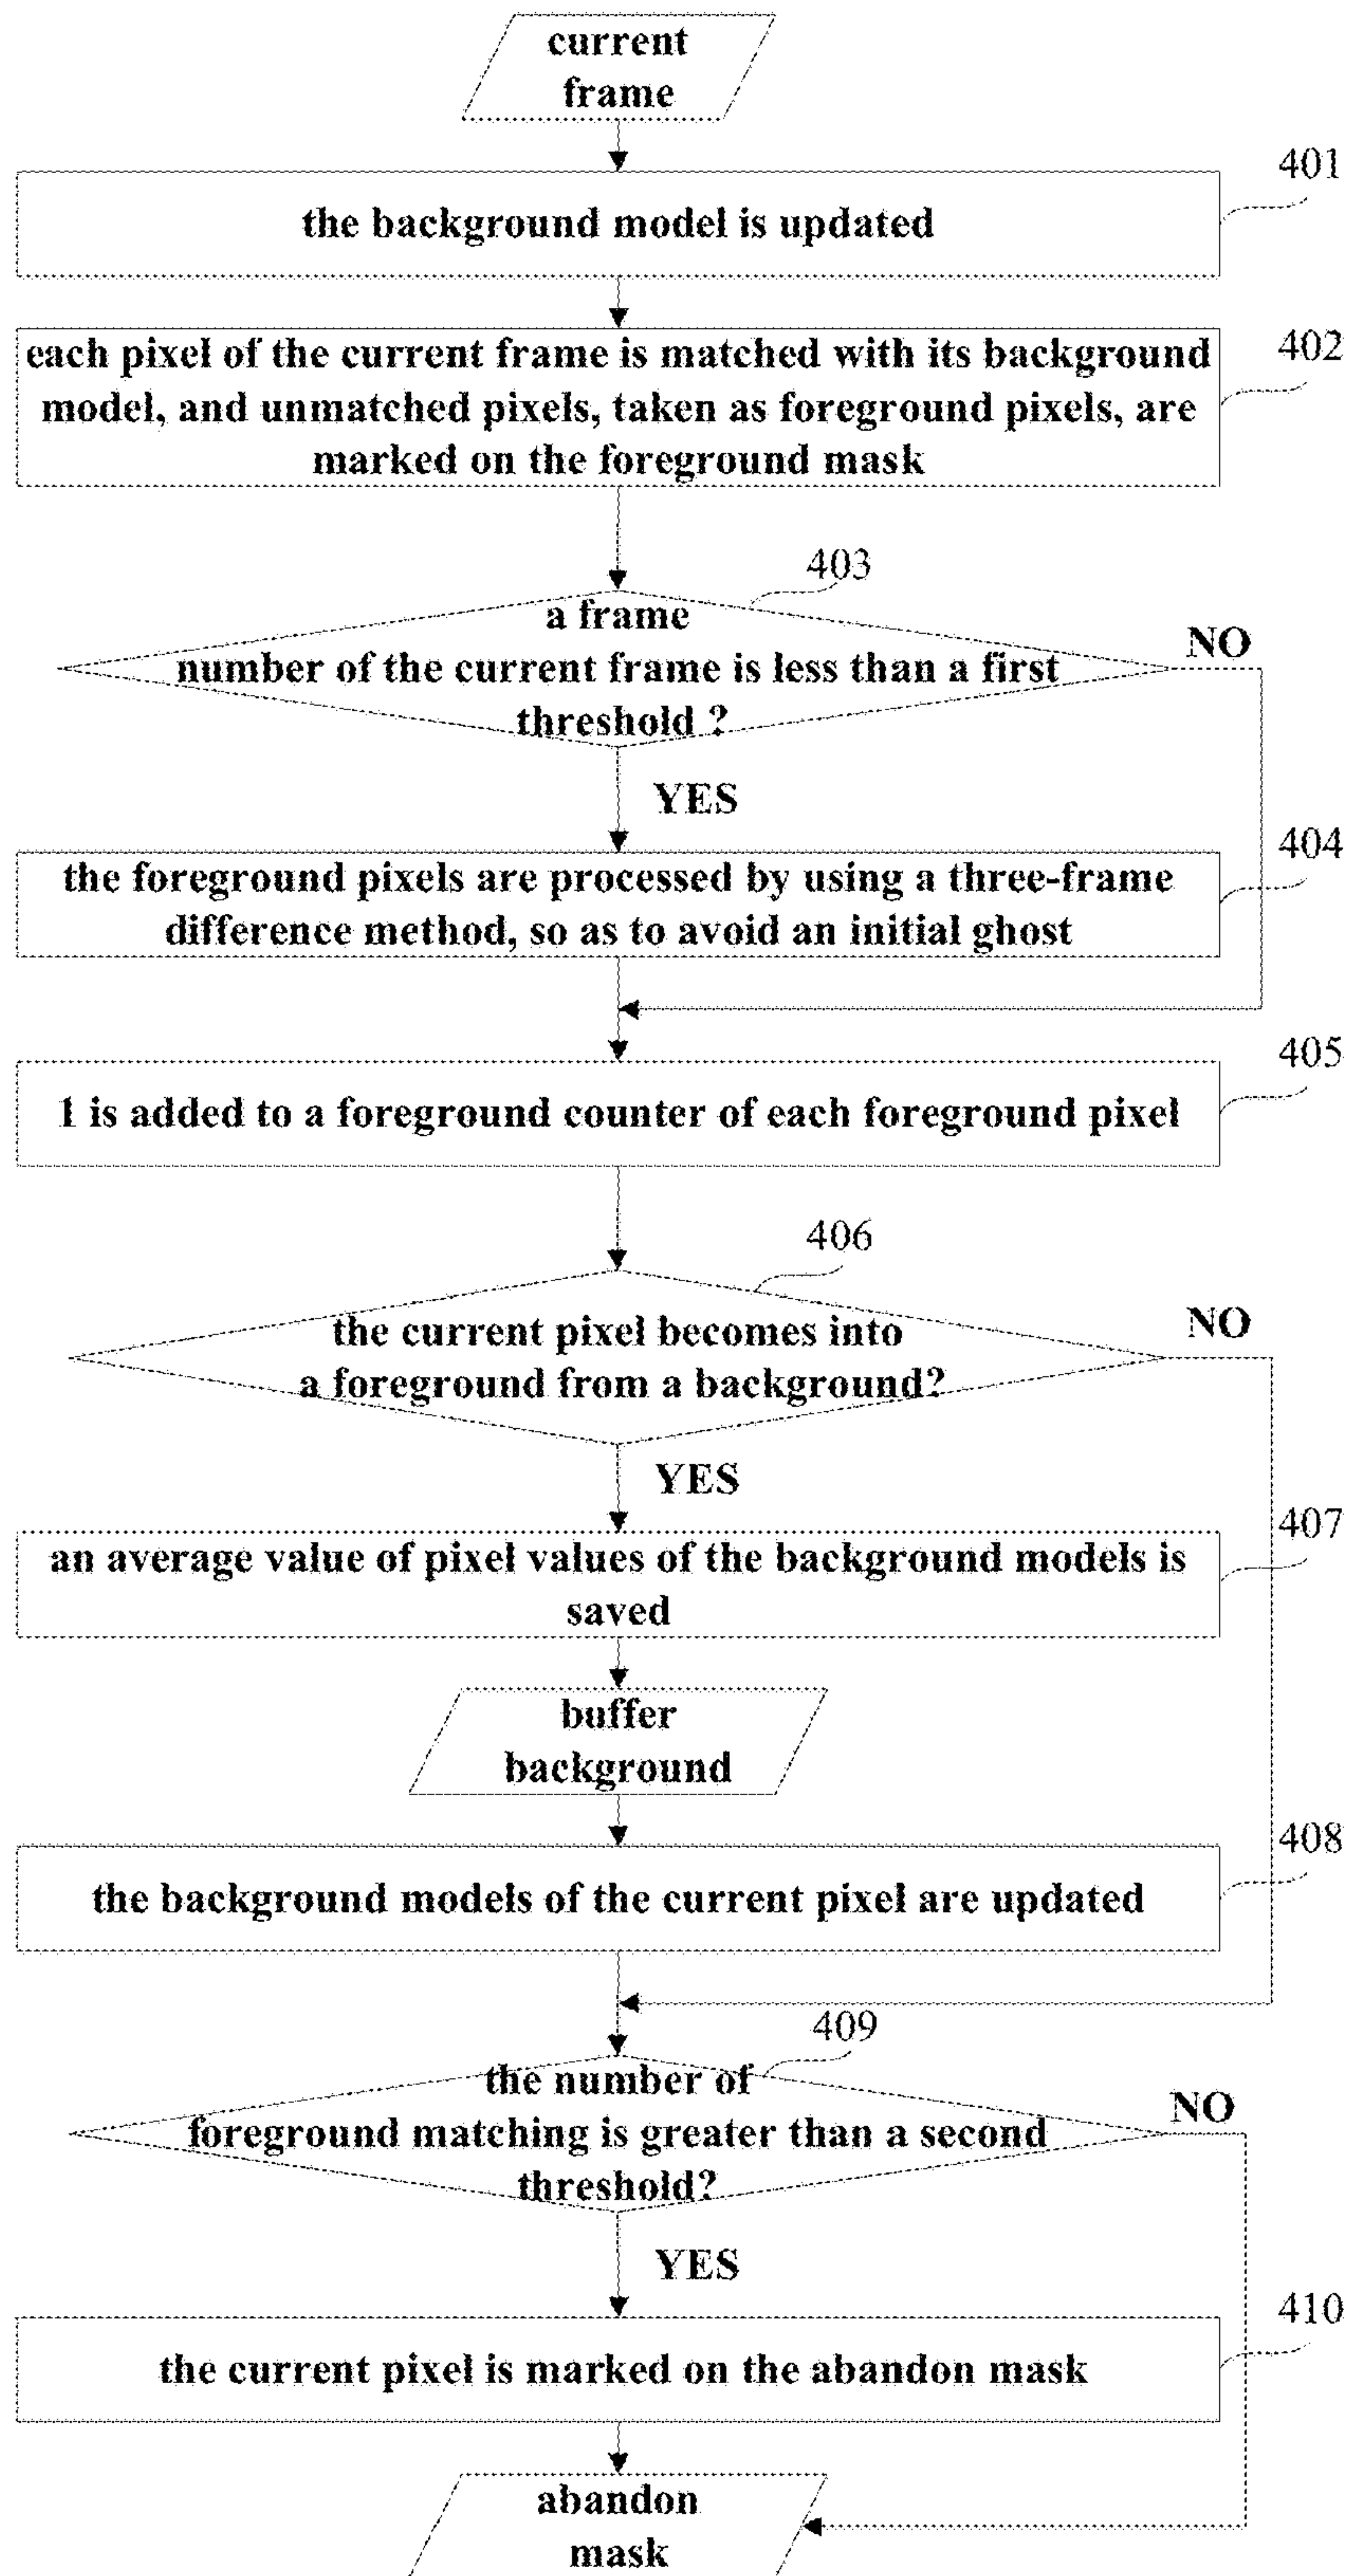 current
frame
401
the background model is updated
402
each pixel of the current frame is matched with its background
model, and unmatched pixels, taken as foreground pixels, are
marked on the foreground mask
403
a frame
number of the current frame is less than a first
threshold ?
NO
YES
404
the foreground pixels are processed by using a three-frame
difference method, so as to avoid an initial ghost
405
1 is added to a foreground counter of each foreground pixel
406
the current pixel becomes into
a foreground from a background?
NO
YES
407
an average value of pixel values of the background models is
saved
buffer
background
408
the background models of the current pixel are updated
409
the number of
foreground matching is greater than a second
threshold?
NO
YES
410
the current pixel is marked on the abandon mask
abandon
mask